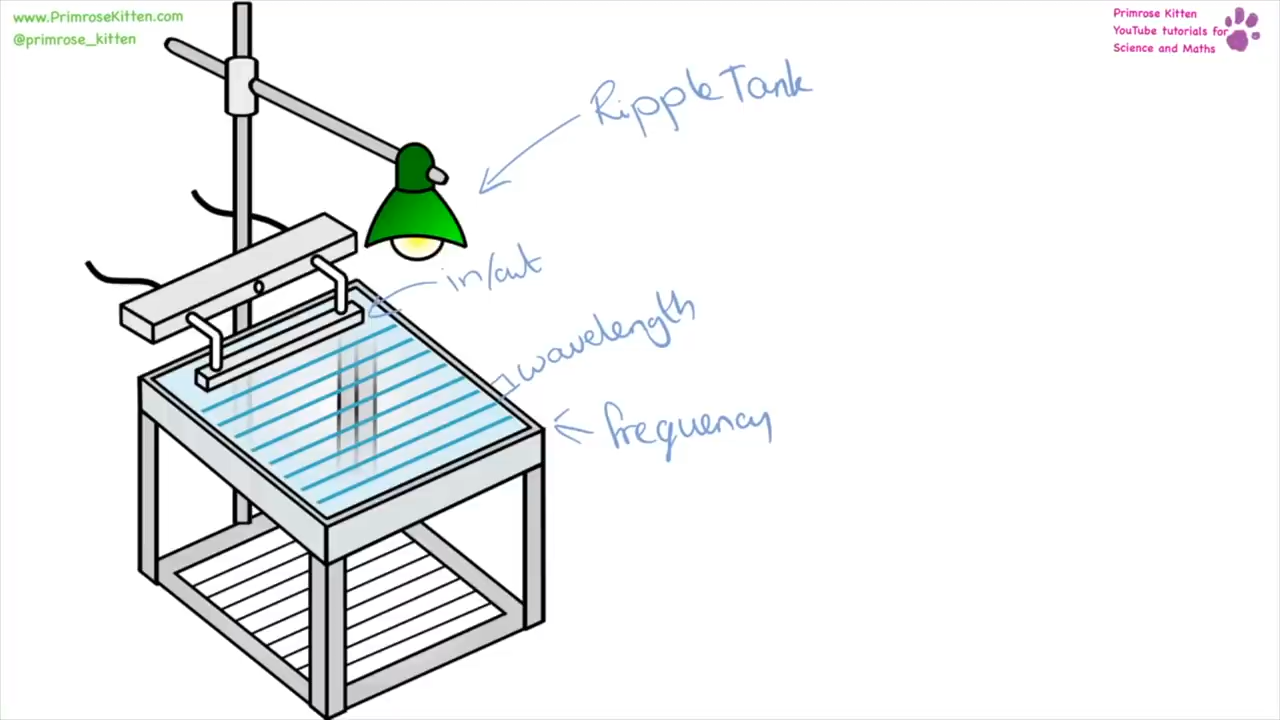 www.PrimroseKitten.com
@primrose_kitten
Primrose Kitten
YouTube tutorials for
Science and Maths
Ripple Tank
in/out
wavelength
frequency